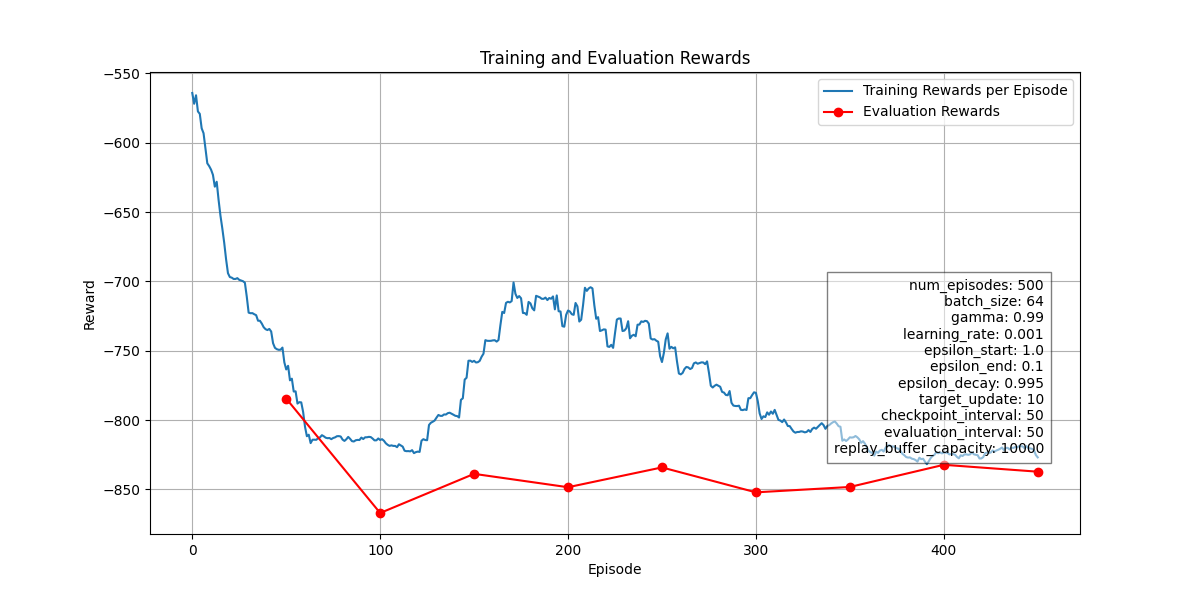 Training and Evaluation Rewards
Training Rewards per Episode
Evaluation Rewards
−550
−600
−650
−700
−750
−800
−850
Reward
num_episodes: 500
batch_size: 64
gamma: 0.99
learning_rate: 0.001
epsilon_start: 1.0
epsilon_end: 0.1
epsilon_decay: 0.995
target_update: 10
checkpoint_interval: 50
evaluation_interval: 50
replay_buffer_capacity: 10000
0 100 200 300 400
Episode